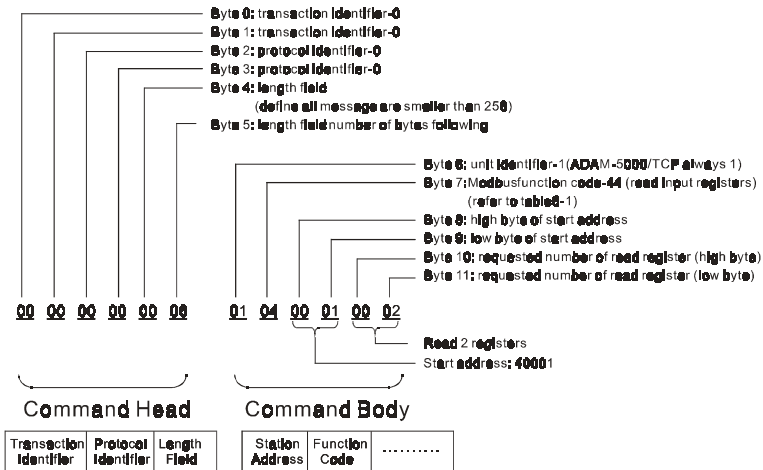 Byte 0: transaction identifier-0
Byte 1: transaction identifier-0
Byte 2: protocol identifier-0
Byte 3: protocol identifier-0
Byte 4: length field
(define all message are smaller than 256)
Byte 5: length field number of bytes following
Byte 6: unit identifier-1(ADAM-5000/TCP always 1)
Byte 7: Modbusfunction code-44 (read input registers)
(refer to table6-1)
Byte 8: high byte of start address
Byte 9: low byte of start address
Byte 10: requested number of read register (high byte)
Byte 11: requested number of read register (low byte)
00 00 00 00 00 06 01 04 00 01 00 02
Read 2 registers
Start address: 40001
Command Head Command Body
Transaction Identifier Protocol Identifier Length Field Station Address Function Code ..........